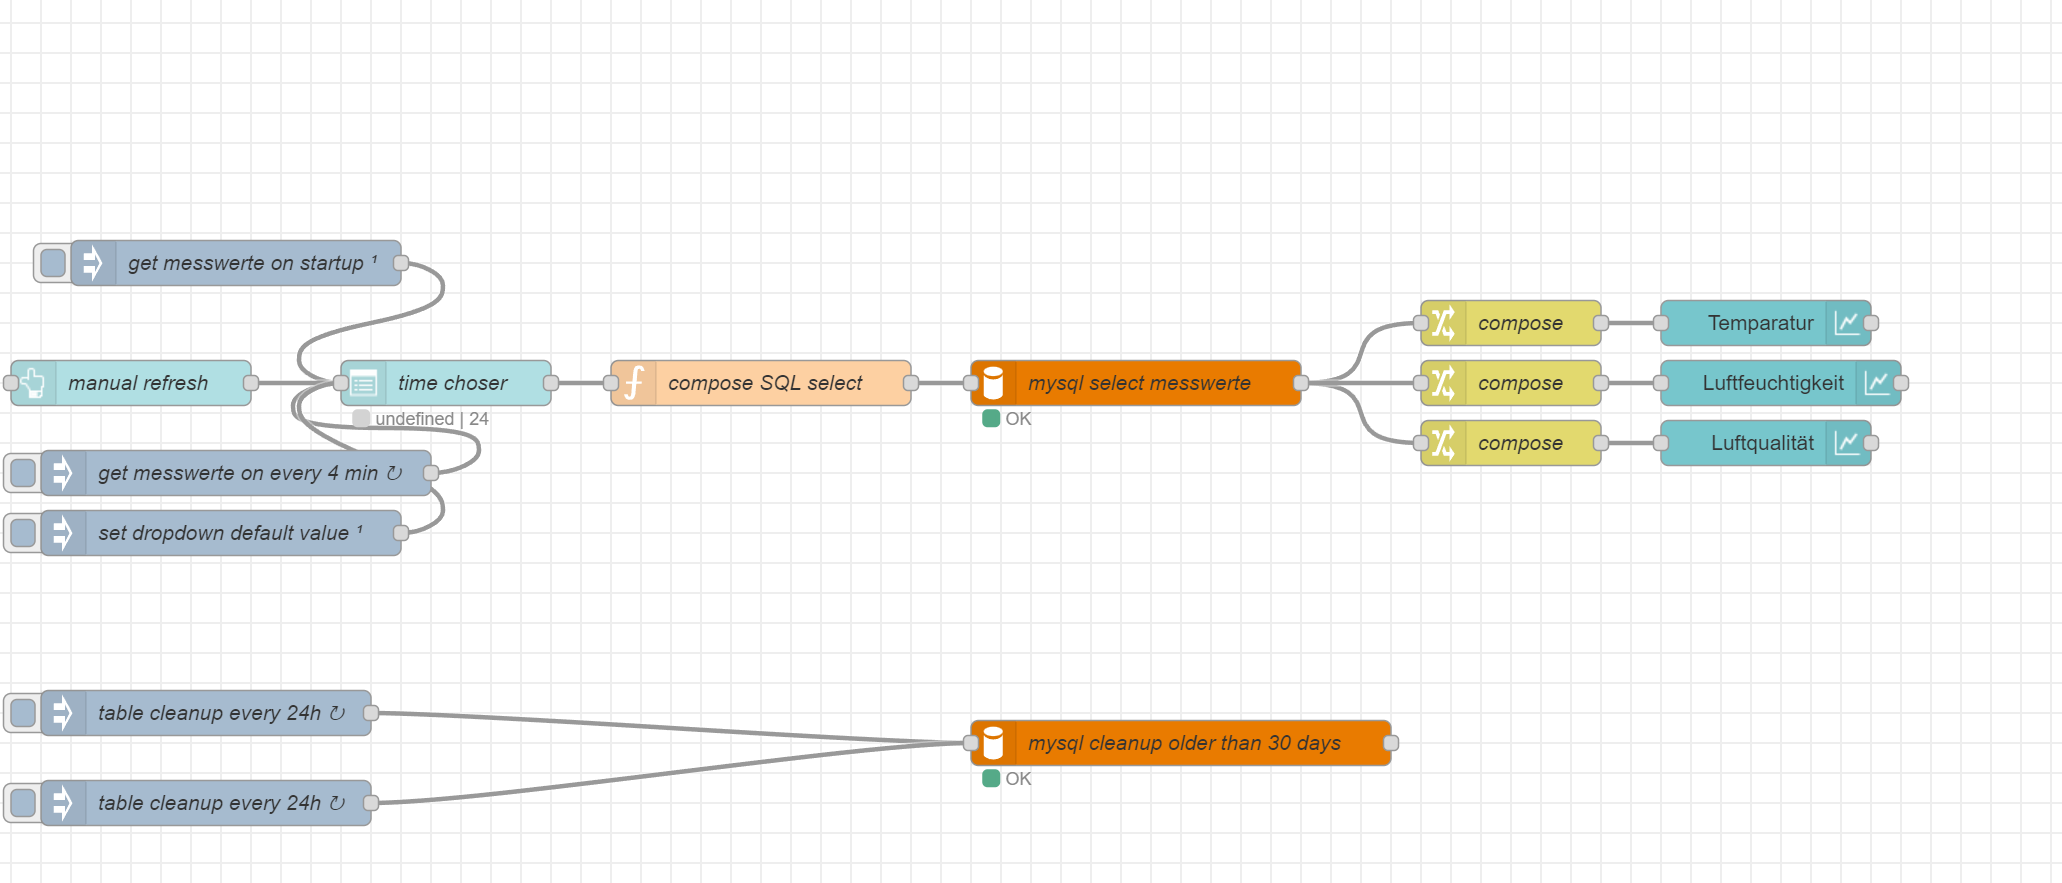 get messwerte on startup ¹
manual refresh
time choser
undefined | 24
compose SQL select
mysql select messwerte
OK
compose
Temparatur
compose
Luftfeuchtigkeit
compose
Luftqualität
get messwerte on every 4 min ↻
set dropdown default value ¹
table cleanup every 24h ↻
mysql cleanup older than 30 days
OK
table cleanup every 24h ↻